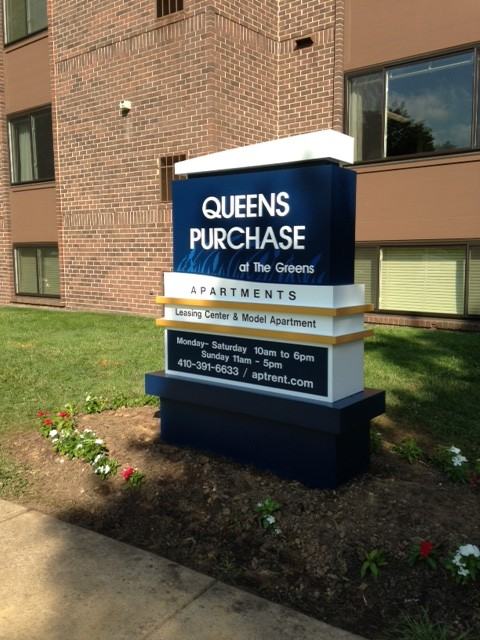 QUEENS
PURCHASE
at The Greens
APARTMENTS
Leasing Center & Model Apartment
Monday- Saturday 10am to 6pm
Sunday 11am - 5pm
410-391-6633 / aptrent.com